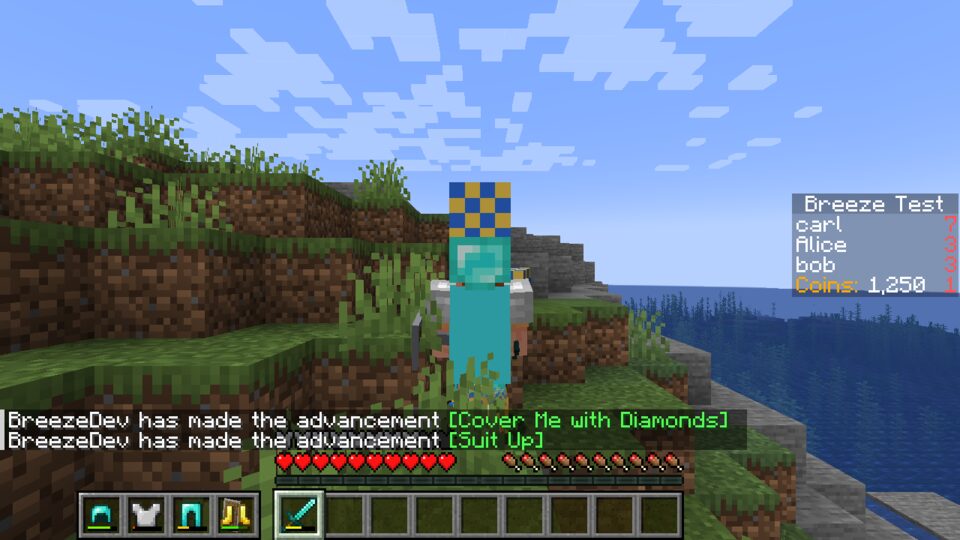 Breeze Test
carl 7
Alice 3
bob 3
Coins: 1,250 1
BreezeDev has made the advancement [Cover Me with Diamonds]
BreezeDev has made the advancement [Suit Up]